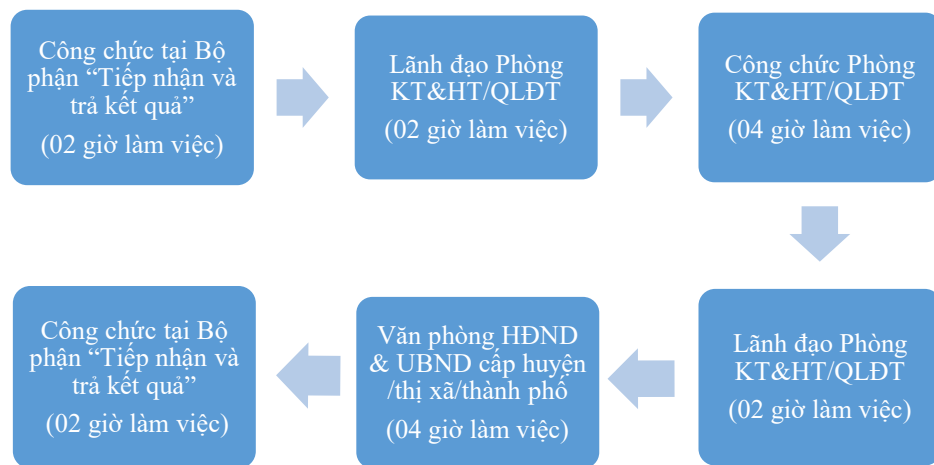 Công chức tại Bộ
phận “Tiếp nhận và
trả kết quả”
(02 giờ làm việc)
Lãnh đạo Phòng
KT&HT/QLĐT
(02 giờ làm việc)
Công chức Phòng
KT&HT/QLĐT
(04 giờ làm việc)
Lãnh đạo Phòng
KT&HT/QLĐT
(02 giờ làm việc)
Văn phòng HĐND
& UBND cấp huyện
/thị xã/thành phố
(04 giờ làm việc)
Công chức tại Bộ
phận “Tiếp nhận và
trả kết quả”
(02 giờ làm việc)